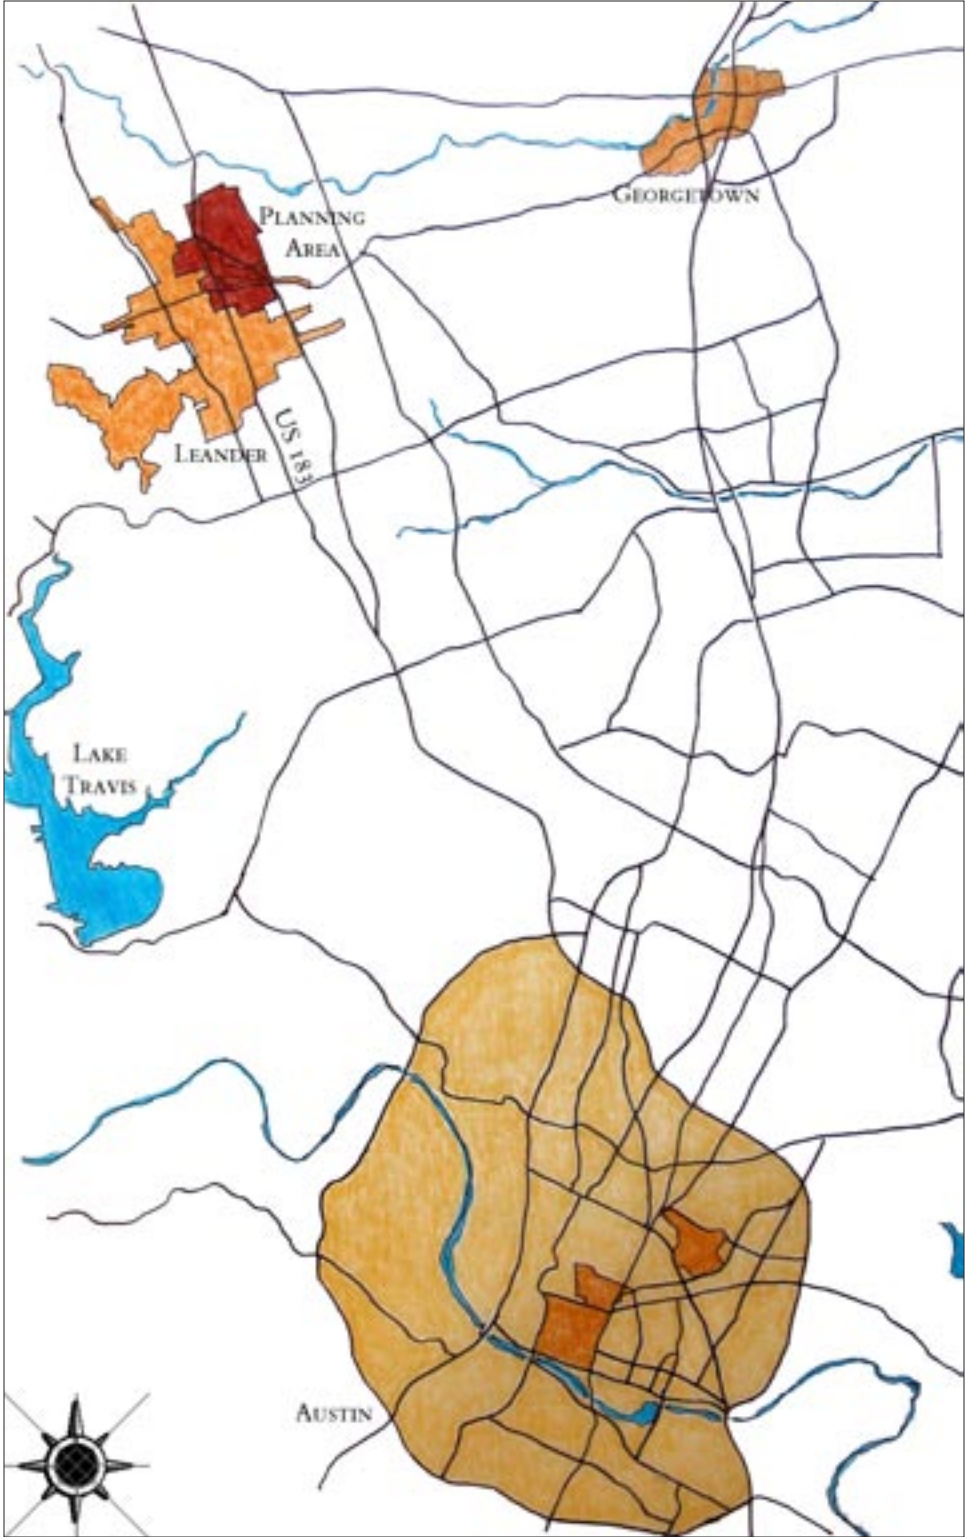 Georgetown
Planning
Area
US 183
Leander
Lake
Travis
Austin